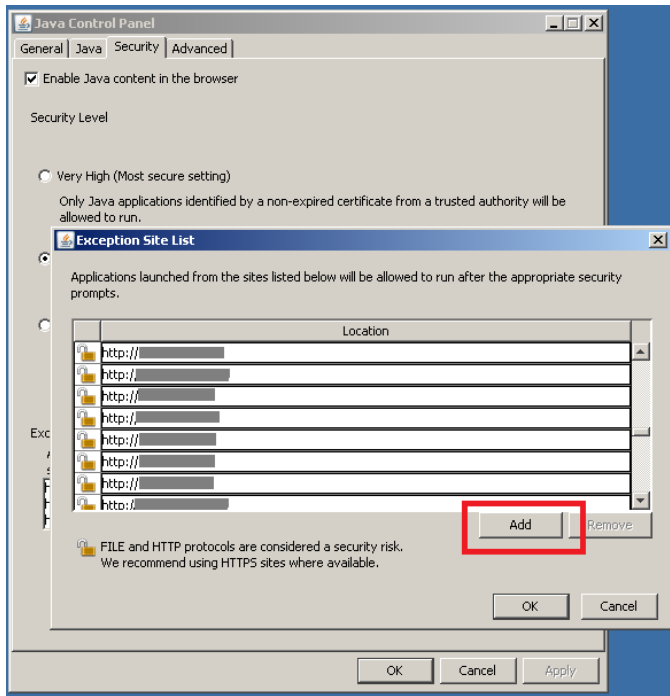 Java Control Panel
General Java Security Advanced
Enable Java content in the browser
Security Level
Very High (Most secure setting)
Only Java applications identified by a non-expired certificate from a trusted authority will be
allowed to run.
Exception Site List
Applications launched from the sites listed below will be allowed to run after the appropriate security
prompts.
Location
http://
http:/
http://
http:/
http://
http://
http://
http:/
Exc
Add Remove
FILE and HTTP protocols are considered a security risk.
We recommend using HTTPS sites where available.
OK Cancel
OK Cancel Apply